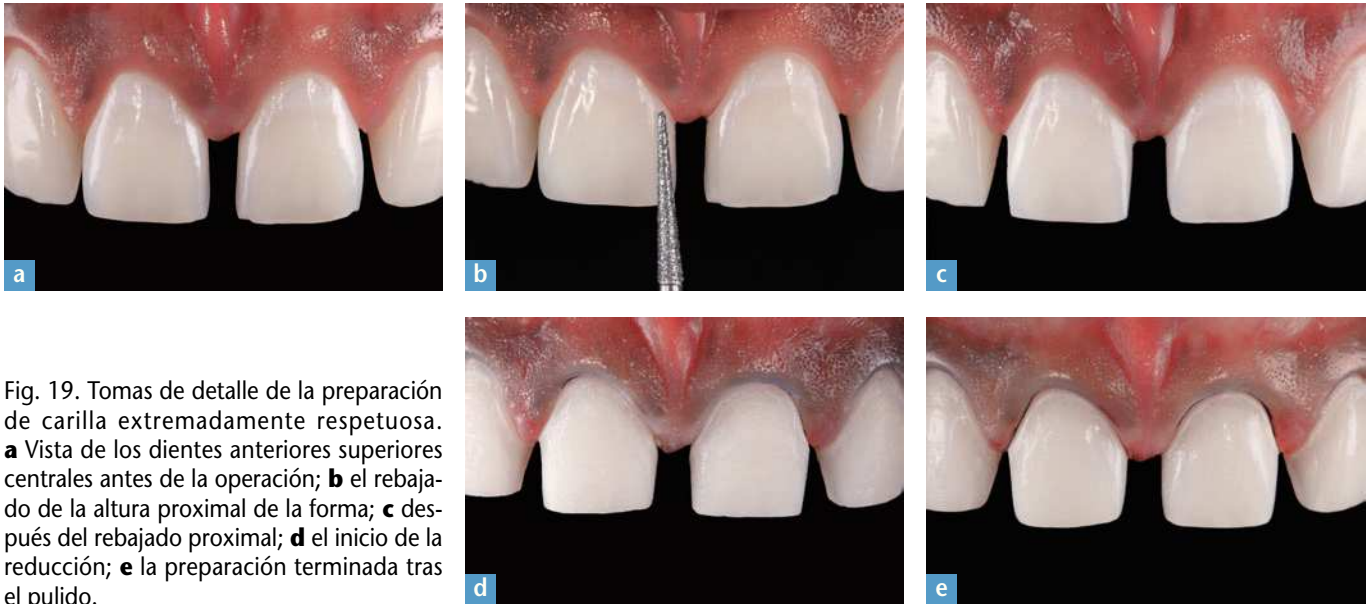 a
b
c
Fig. 19. Tomas de detalle de la preparación
de carilla extremadamente respetuosa.
a Vista de los dientes anteriores superiores
centrales antes de la operación; b el rebaja-
do de la altura proximal de la forma; c des-
pués del rebajado proximal; d el inicio de la
reducción; e la preparación terminada tras
el pulido.
d
e